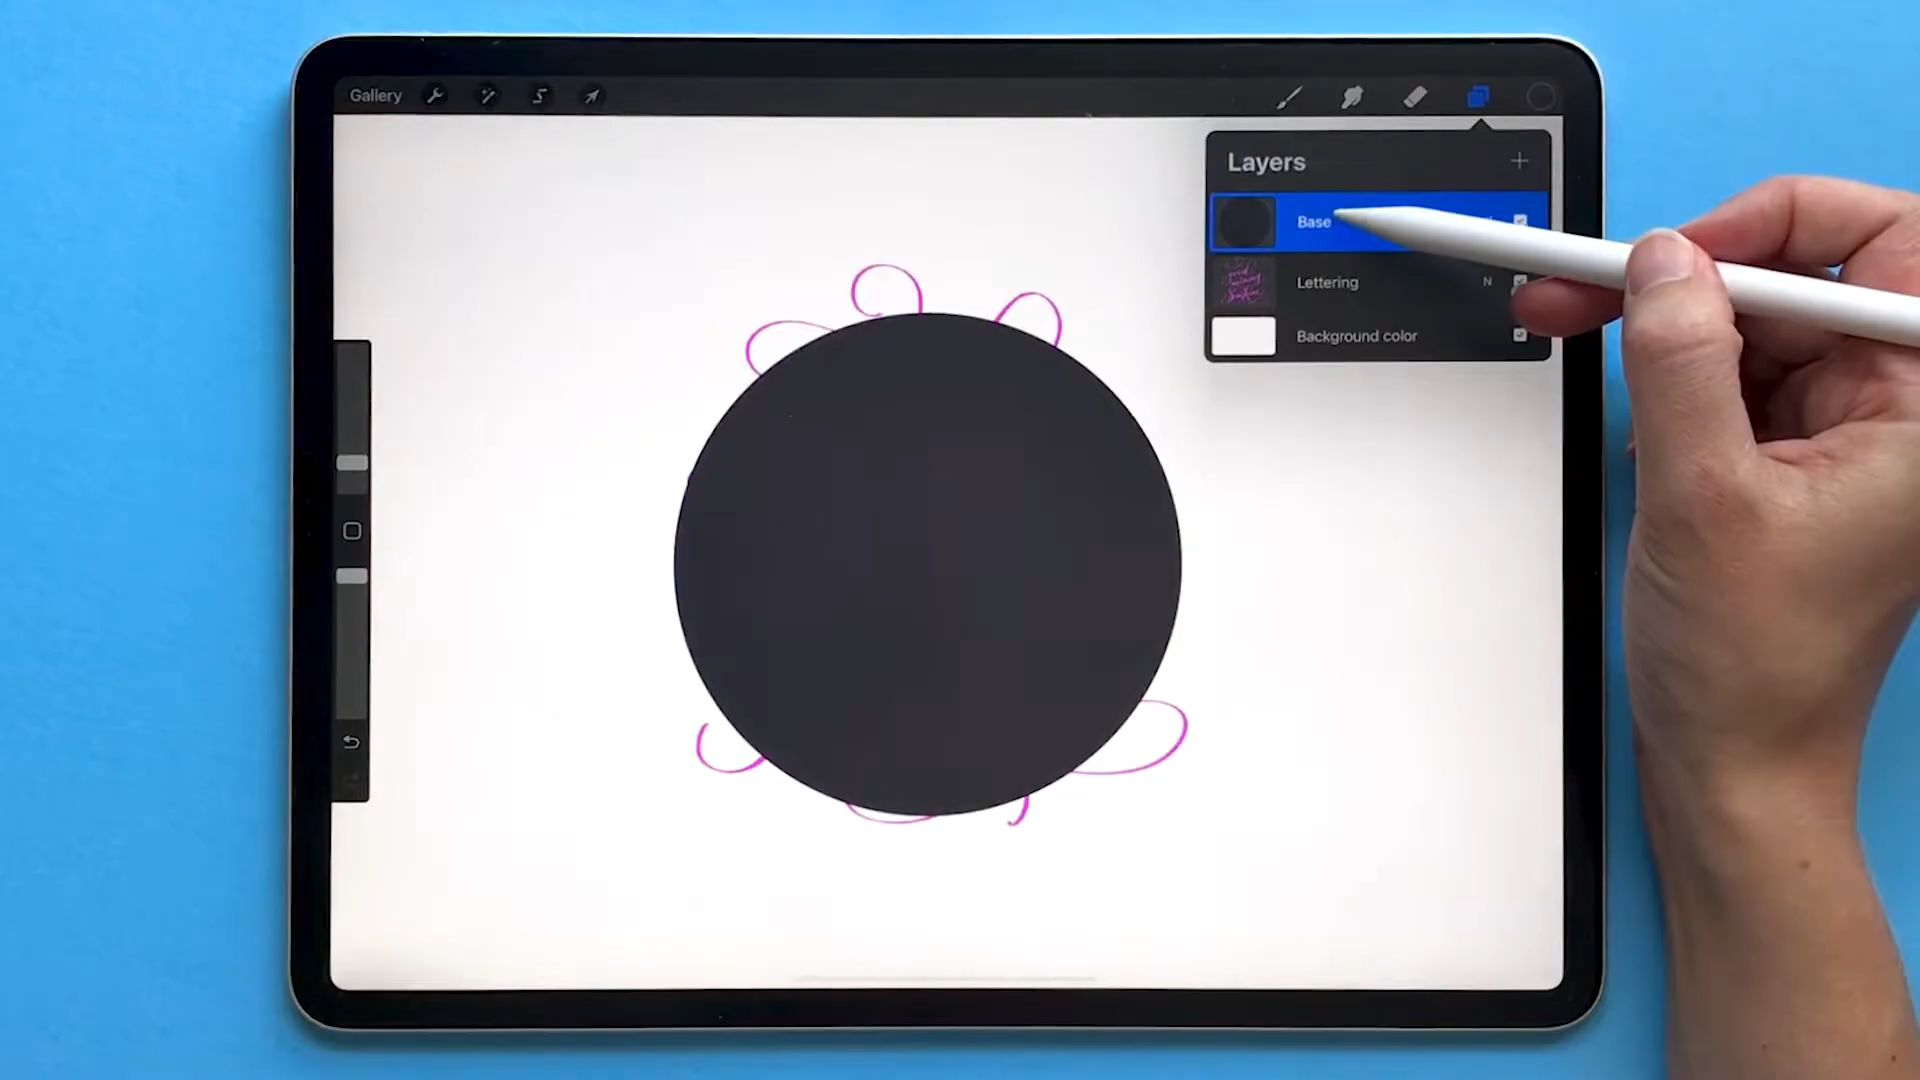 Gallery
Layers
Base
Lettering N
Background color